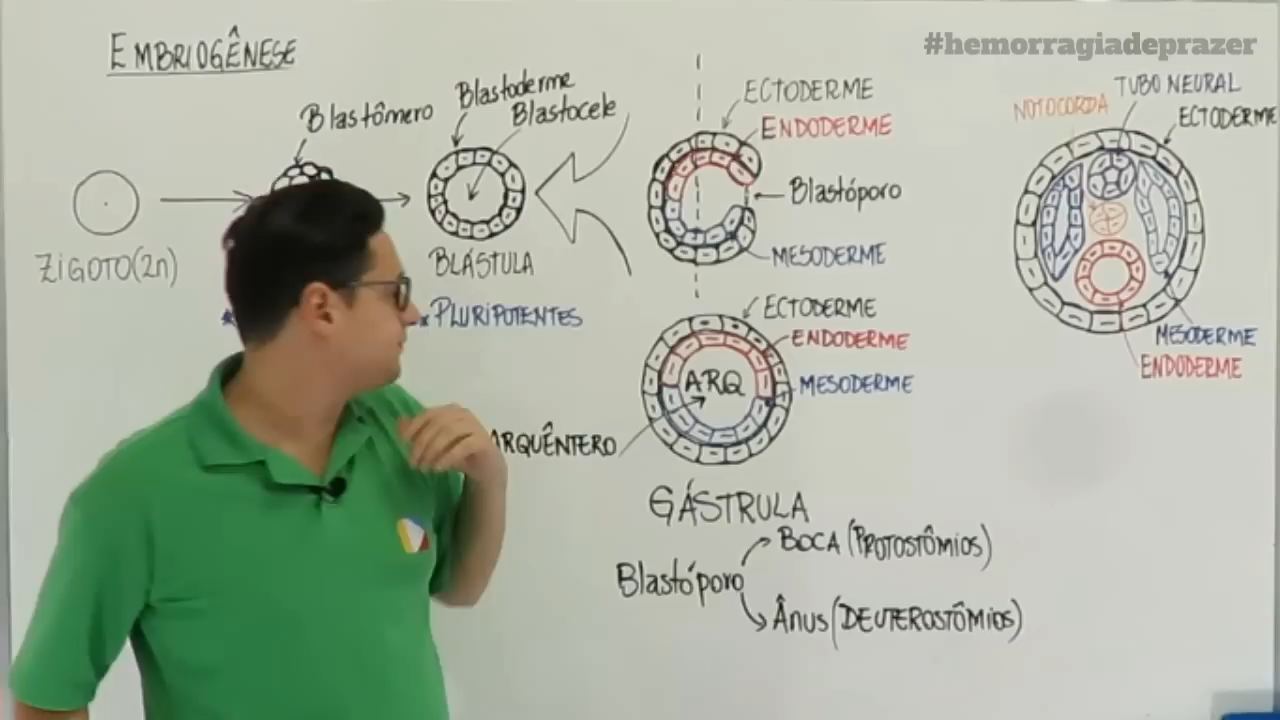 EMBRIOGÊNESE
#hemorragiadeprazer
Blastômero
Blastoderme
Blastocele
ZIGOTO(2n)
BLÁSTULA
PLURIPOTENTES
ECTODERME
ENDODERME
Blastóporo
MESODERME
ECTODERME
ENDODERME
MESODERME
ARQ
ARQUÊNTERO
GÁSTRULA
Blastóporo
BOCA (PROTOSTÔMIOS)
Ânus (DEUTEROSTÔMIOS)
NOTOCORDA
TUBO NEURAL
ECTODERME
MESODERME
ENDODERME